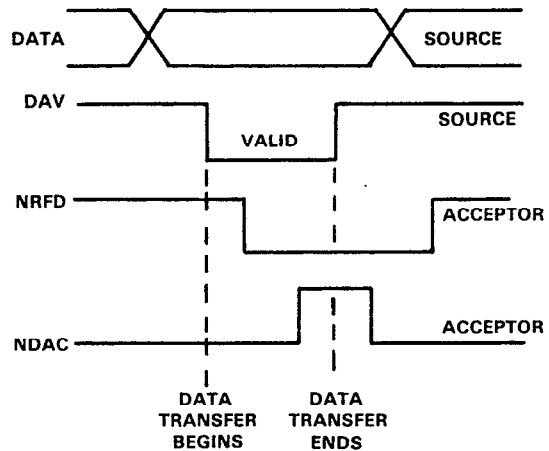 DATA
SOURCE
DAV
SOURCE
VALID
NRFD
ACCEPTOR
ACCEPTOR
NDAC
DATA
TRANSFER
BEGINS
DATA
TRANSFER
ENDS